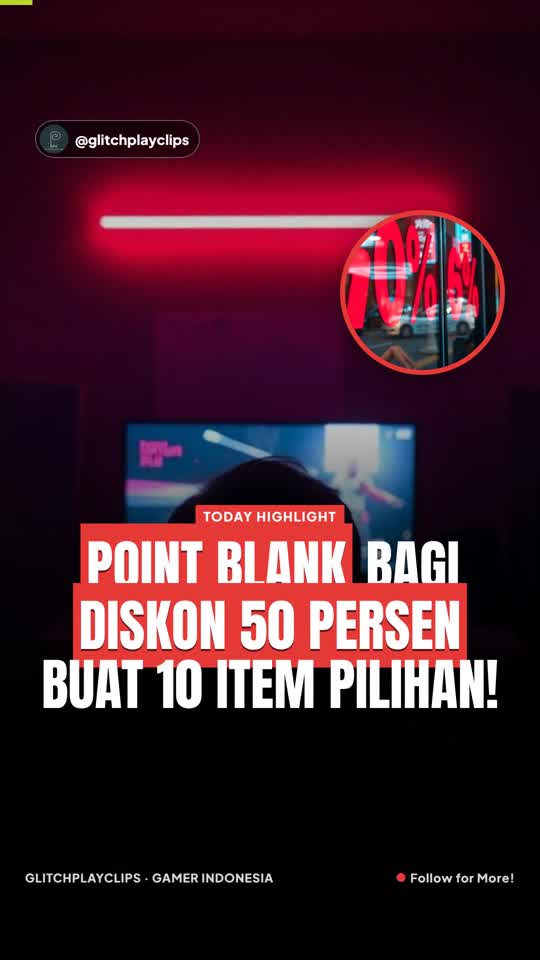 @glitchplayclips
TODAY HIGHLIGHT
POINT BLANK BAGI
DISKON 50 PERSEN
BUAT 10 ITEM PILIHAN!
GLITCHPLAYCLIPS · GAMER INDONESIA
Follow for More!